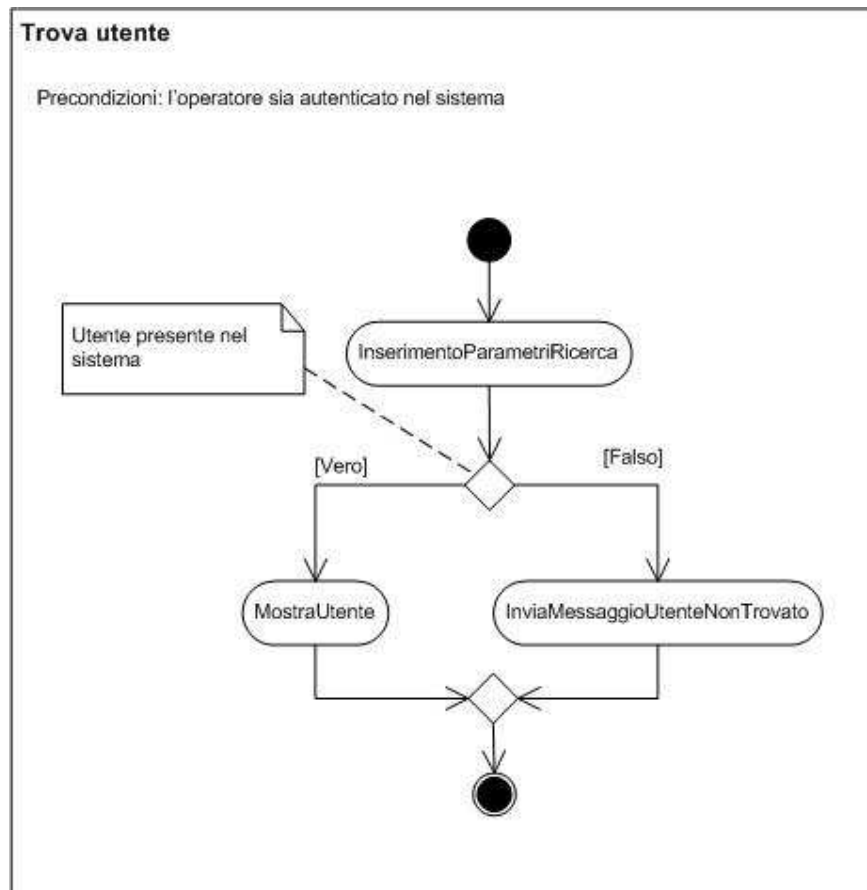 Trova utente
Precondizioni: l'operatore sia autenticato nel sistema
InserimentoParametriRicerca
Utente presente nel
sistema
[Vero]
[Falso]
MostraUtente
InviaMessaggioUtenteNonTrovato